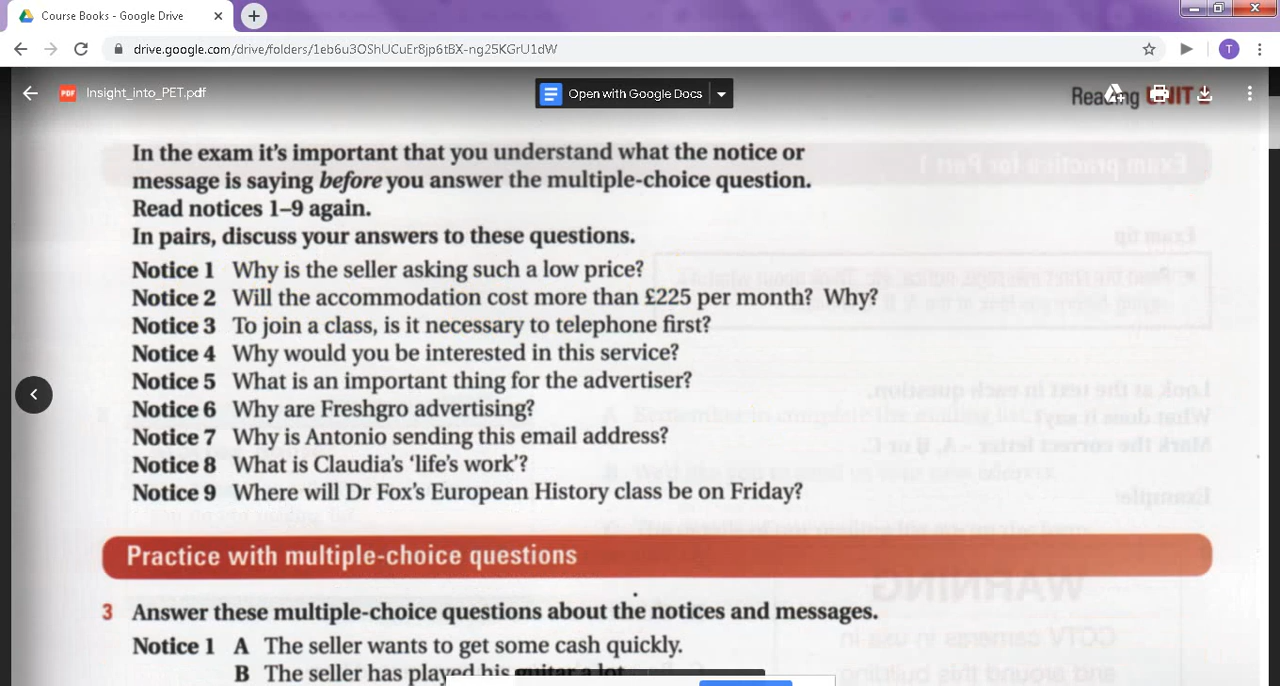 Course Books - Google Drive
drive.google.com/drive/folders/1eb6u3OShUCuEr8jp6tBX-ng25KGrU1dW
T
PDF Insight_into_PET.pdf
Open with Google Docs
Reading UNIT
In the exam it's important that you understand what the notice or
message is saying before you answer the multiple-choice question.
Read notices 1–9 again.
In pairs, discuss your answers to these questions.
Notice 1 Why is the seller asking such a low price?
Notice 2 Will the accommodation cost more than £225 per month? Why?
Notice 3 To join a class, is it necessary to telephone first?
Notice 4 Why would you be interested in this service?
Notice 5 What is an important thing for the advertiser?
Notice 6 Why are Freshgro advertising?
Notice 7 Why is Antonio sending this email address?
Notice 8 What is Claudia's 'life's work'?
Notice 9 Where will Dr Fox's European History class be on Friday?
Practice with multiple-choice questions
3 Answer these multiple-choice questions about the notices and messages.
Notice 1 A The seller wants to get some cash quickly.
B The seller has played his guitar a lot.